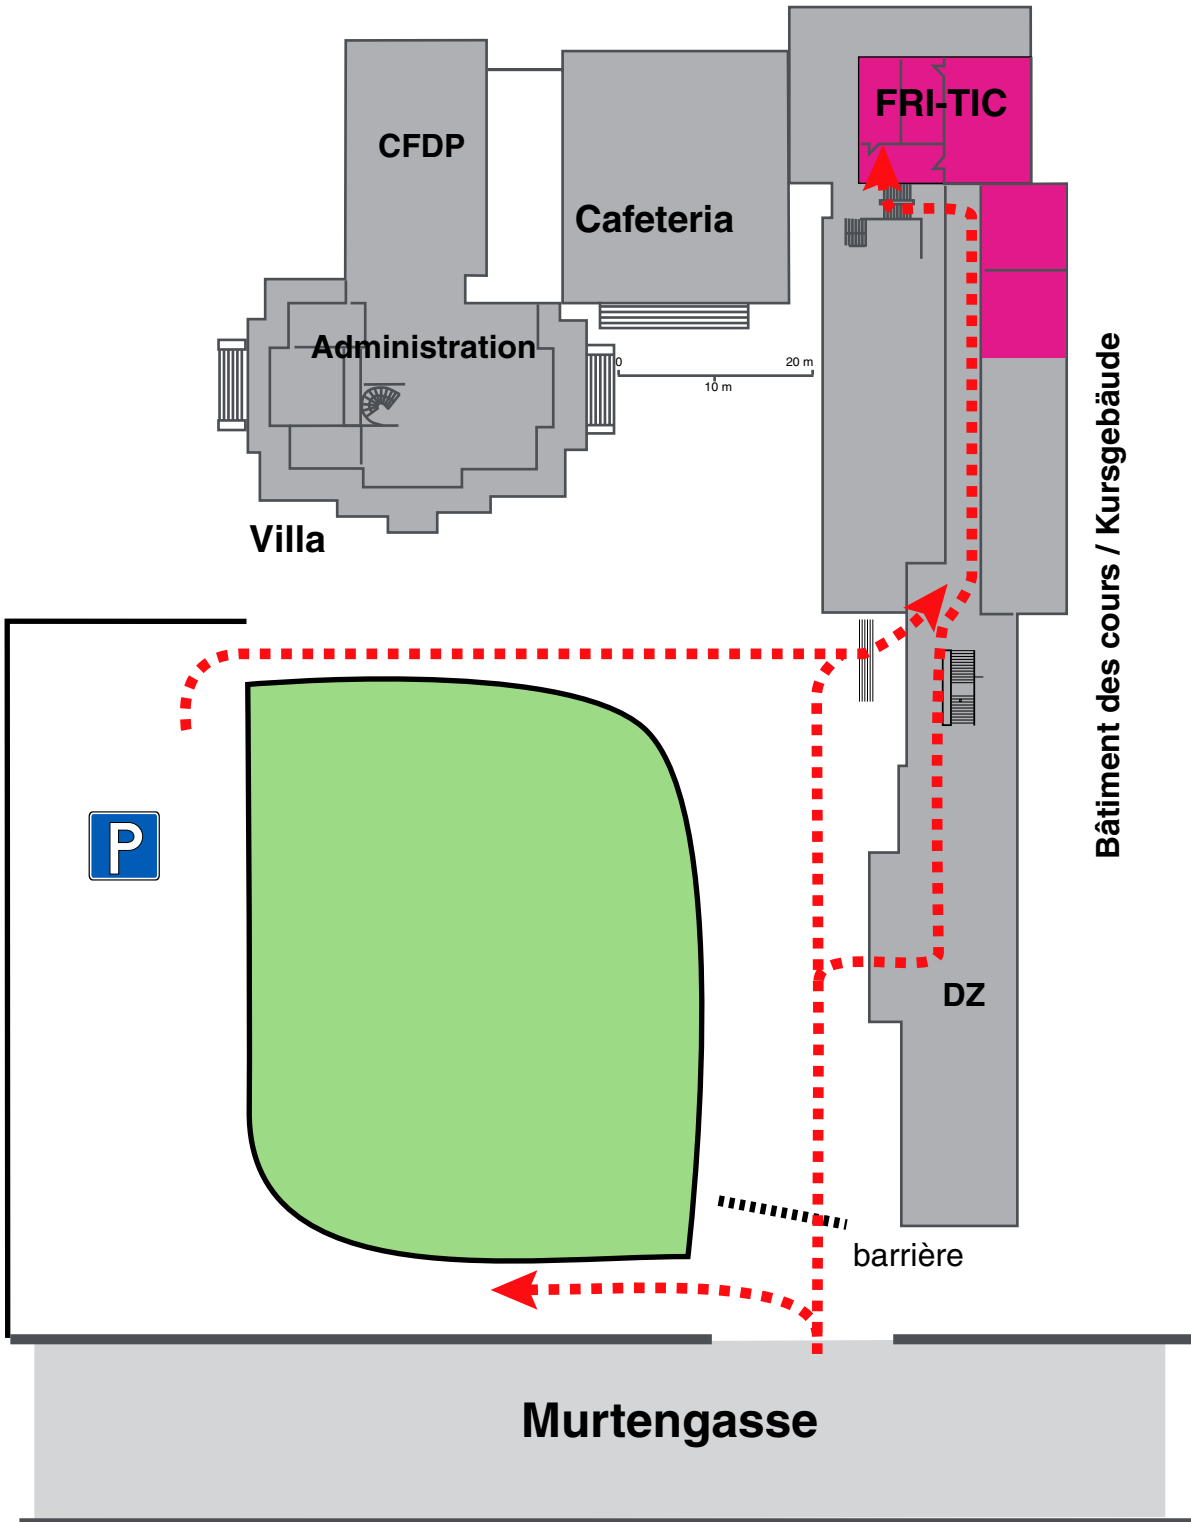 FRI-TIC
CFDP
Cafeteria
Administration
0
20 m
10 m
Villa
Bâtiment des cours / Kursgebäude
P
DZ
barrière
Murtengasse